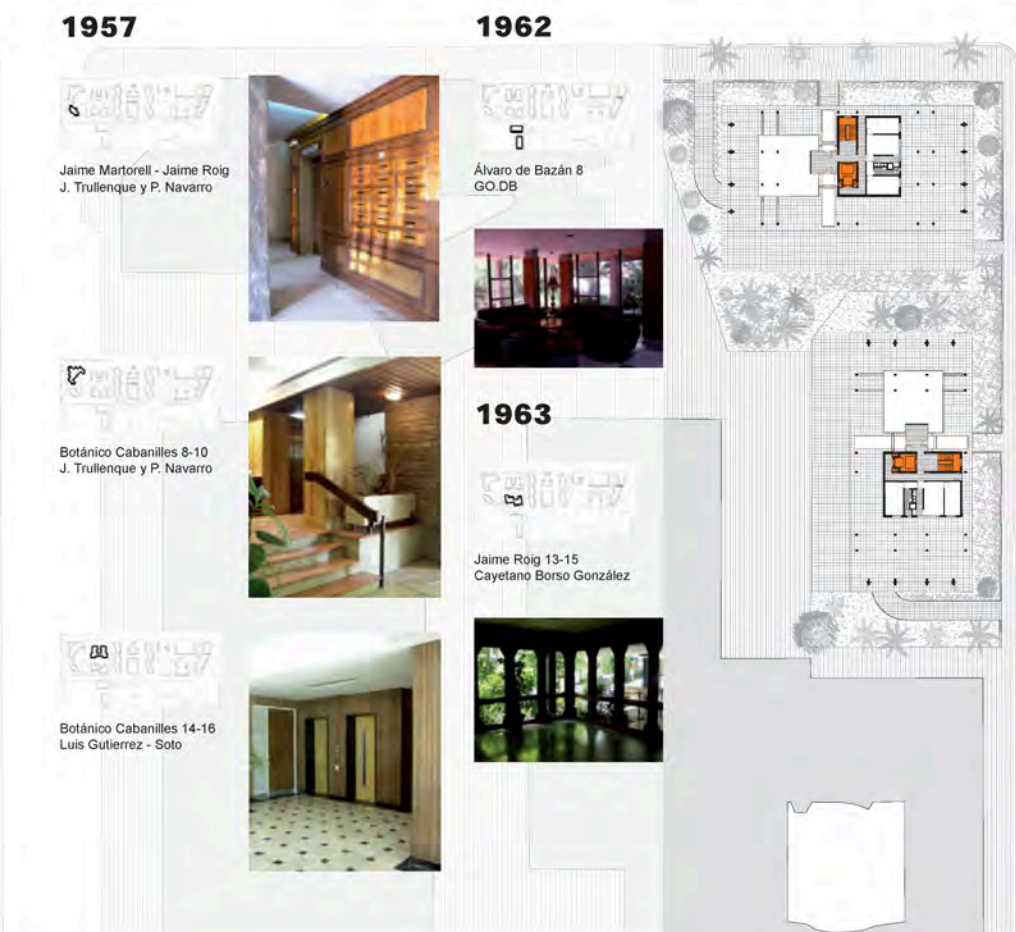 1957
Jaime Martorell - Jaime Roig
J. Trullenque y P. Navarro
Botánico Cabanilles 8-10
J. Trullenque y P. Navarro
Botánico Cabanilles 14-16
Luis Gutierrez - Soto
1962
Álvaro de Bazán 8
GO.DB
1963
Jaime Roig 13-15
Cayetano Borso González